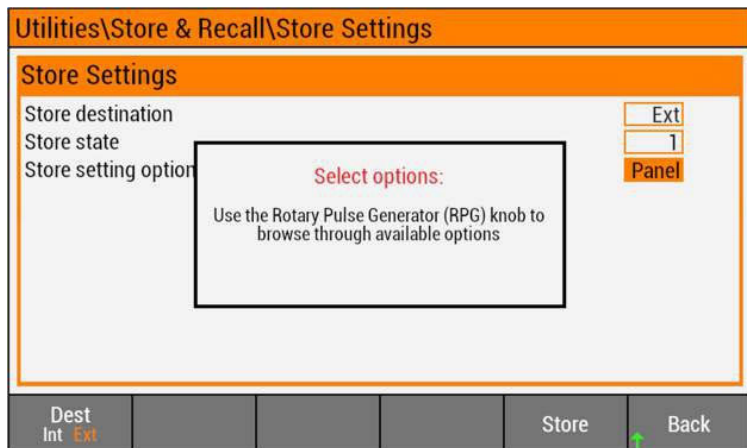 Utilities\Store & Recall\Store Settings
Store Settings
Store destination Ext
Store state 1
Store setting option Panel
Select options:
Use the Rotary Pulse Generator (RPG) knob to
browse through available options
Dest
Int Ext
Store
Back